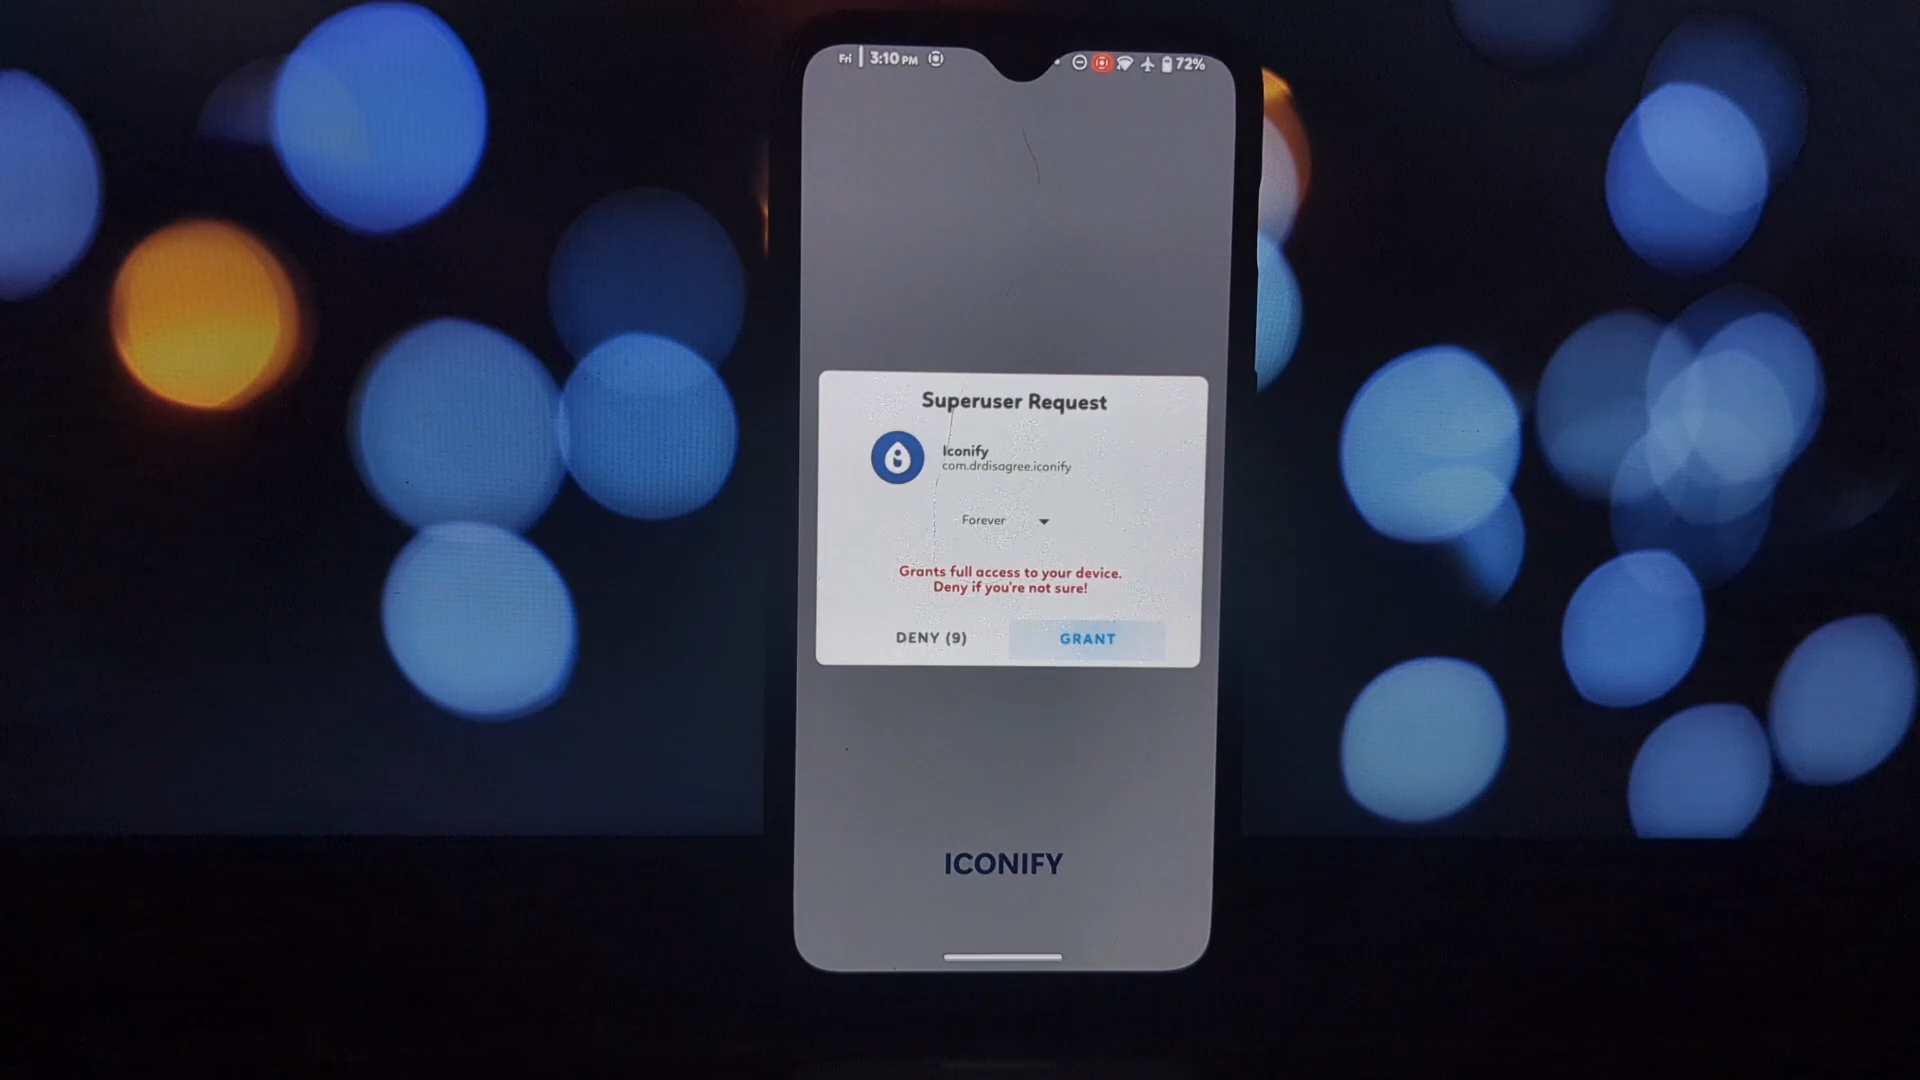 Fri 3:10 PM 72%
Superuser Request
Iconify
com.drdisagree.iconify
Forever
Grants full access to your device.
Deny if you're not sure!
DENY (9) GRANT
ICONIFY